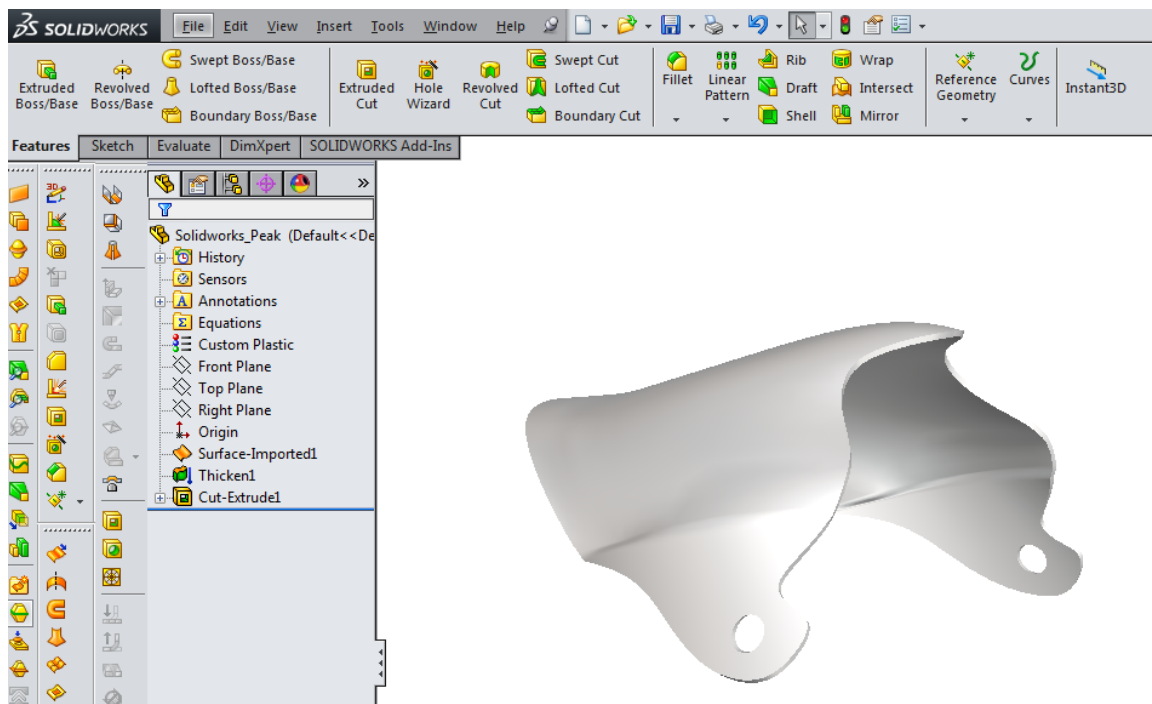 SOLIDWORKS File Edit View Insert Tools Window Help
Extruded Boss/Base
Revolved Boss/Base
Swept Boss/Base
Lofted Boss/Base
Boundary Boss/Base
Extruded Cut
Hole Wizard
Revolved Cut
Swept Cut
Lofted Cut
Boundary Cut
Fillet
Linear Pattern
Rib
Draft
Shell
Wrap
Intersect
Mirror
Reference Geometry
Curves
Instant3D
Features Sketch Evaluate DimXpert SOLIDWORKS Add-Ins
3D
»
Solidworks_Peak (Default<<De
History
Sensors
A Annotations
Σ Equations
Custom Plastic
Front Plane
Top Plane
Right Plane
Origin
Surface-Imported1
Thicken1
Cut-Extrude1